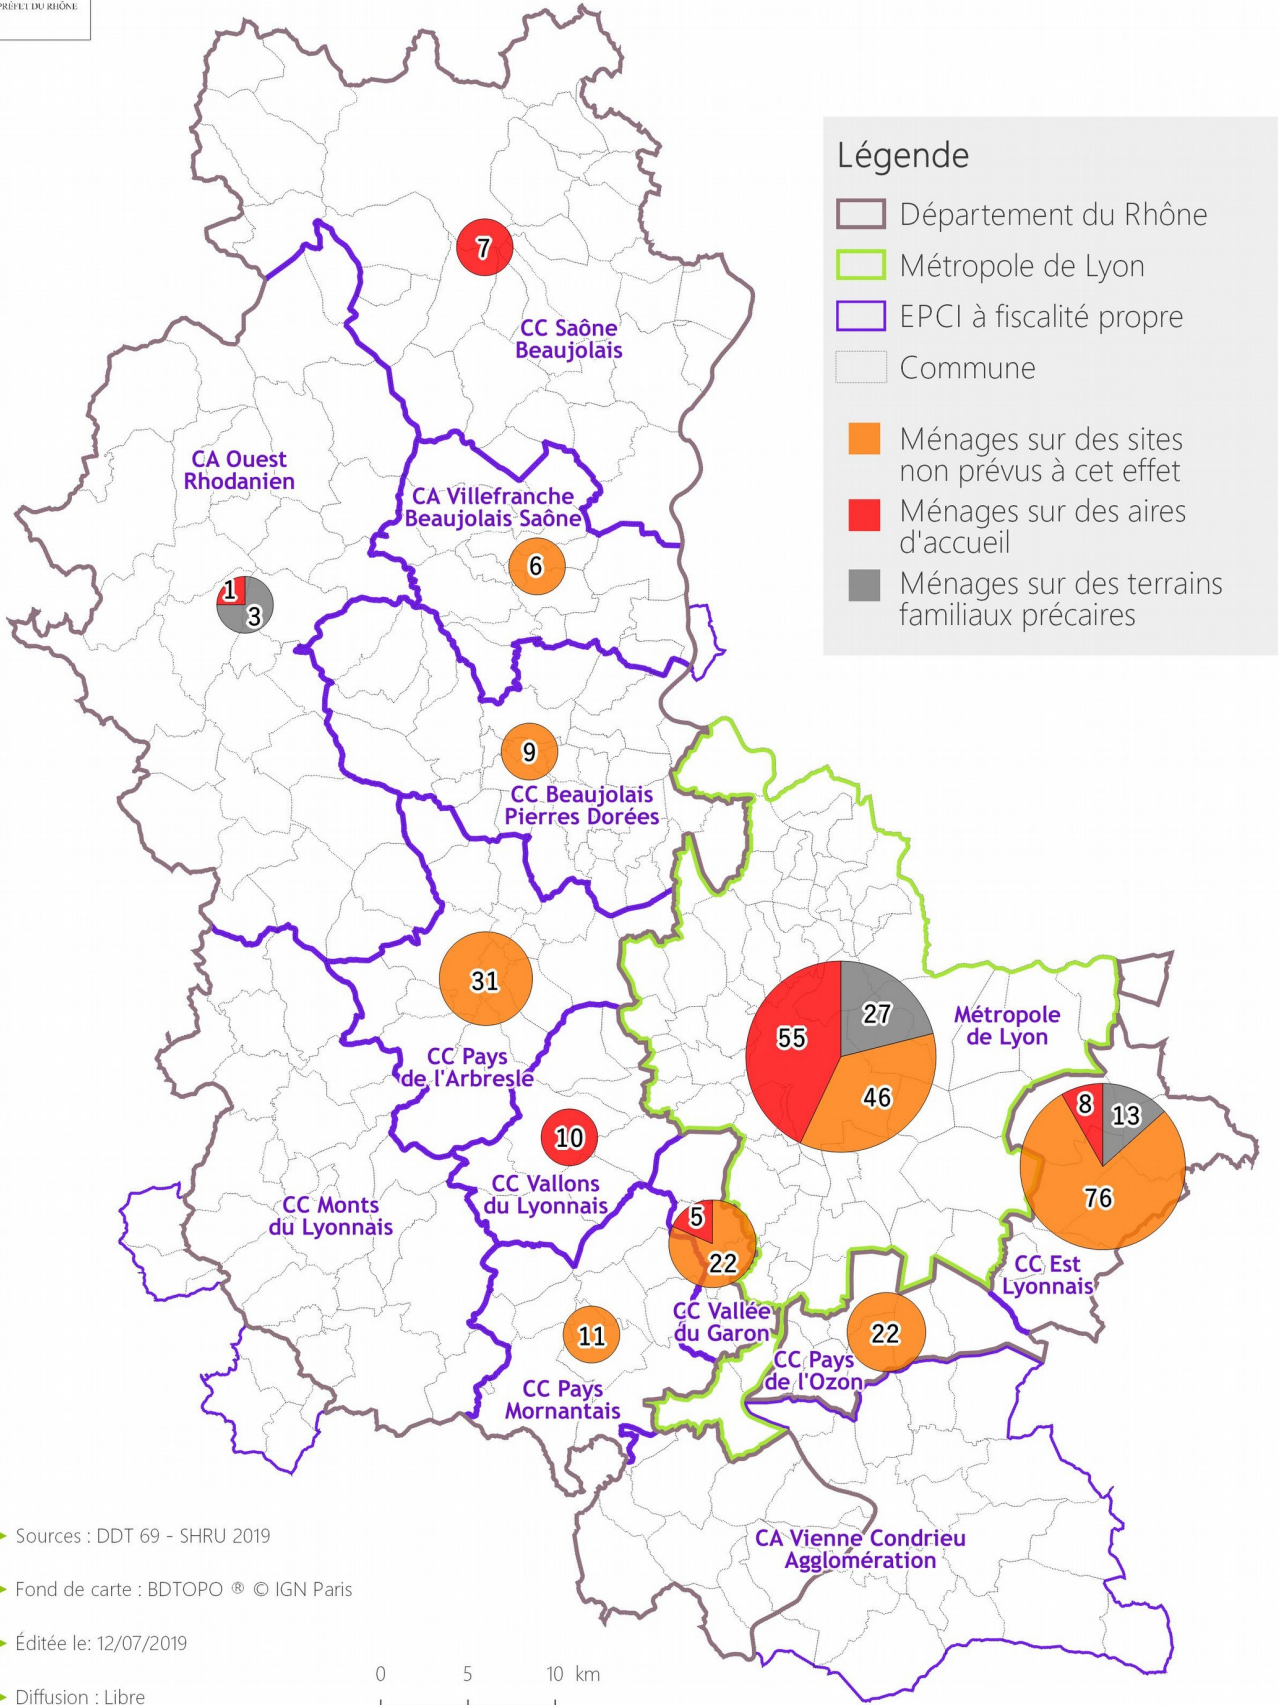 PRÉFET DU RHÔNE
Légende
Département du Rhône
Métropole de Lyon
EPCI à fiscalité propre
Commune
Ménages sur des sites
non prévus à cet effet
Ménages sur des aires
d'accueil
Ménages sur des terrains
familiaux précaires
7
CC Saône
Beaujolais
CA Ouest
Rhodanien
CA Villefranche
Beaujolais Saône
6
1
3
9
CC Beaujolais
Pierres Dorées
31
CC Pays
de l'Arbresle
55
27
46
Métropole
de Lyon
8
13
76
10
CC Vallons
du Lyonnais
CC Monts
du Lyonnais
5
22
CC Est
Lyonnais
CC Vallée
du Garon
11
22
CC Pays
de l'Ozon
CC Pays
Mornantais
CA Vienne Condrieu
Agglomération
Sources : DDT 69 - SHRU 2019
Fond de carte : BDTOPO ® © IGN Paris
Éditée le: 12/07/2019
Diffusion : Libre
0 5 10 km